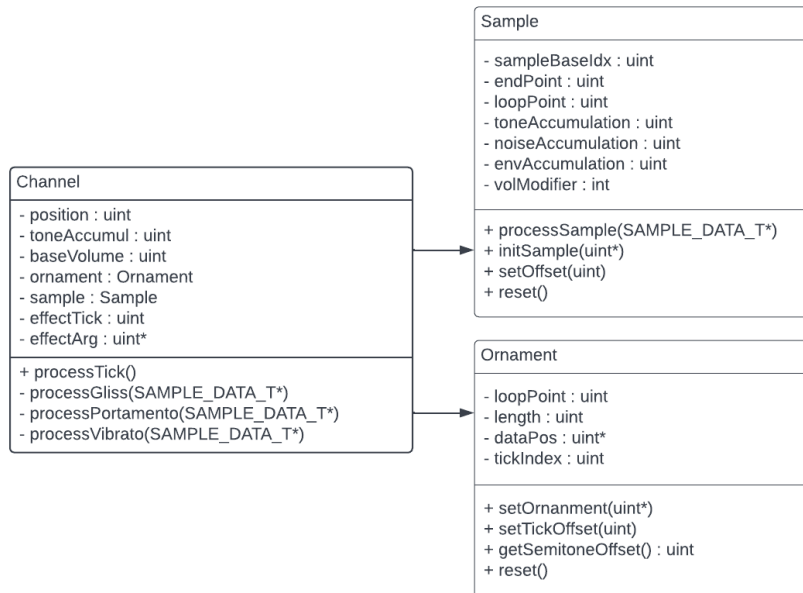 Channel
- position : uint
- toneAccumul : uint
- baseVolume : uint
- ornament : Ornament
- sample : Sample
- effectTick : uint
- effectArg : uint*
+ processTick()
- processGliss(SAMPLE_DATA_T*)
- processPortamento(SAMPLE_DATA_T*)
- processVibrato(SAMPLE_DATA_T*)
Sample
- sampleBaseIdx : uint
- endPoint : uint
- loopPoint : uint
- toneAccumulation : uint
- noiseAccumulation : uint
- envAccumulation : uint
- volModifier : int
+ processSample(SAMPLE_DATA_T*)
+ initSample(uint*)
+ setOffset(uint)
+ reset()
Ornament
- loopPoint : uint
- length : uint
- dataPos : uint*
- tickIndex : uint
+ setOrnanment(uint*)
+ setTickOffset(uint)
+ getSemitoneOffset() : uint
+ reset()